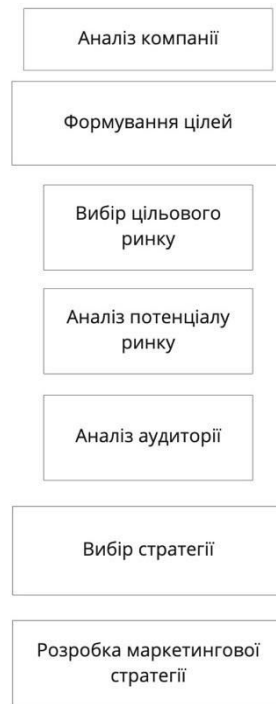 Аналіз компанії
Формування цілей
Вибір цільового
ринку
Аналіз потенціалу
ринку
Аналіз аудиторії
Вибір стратегії
Розробка маркетингової
стратегії